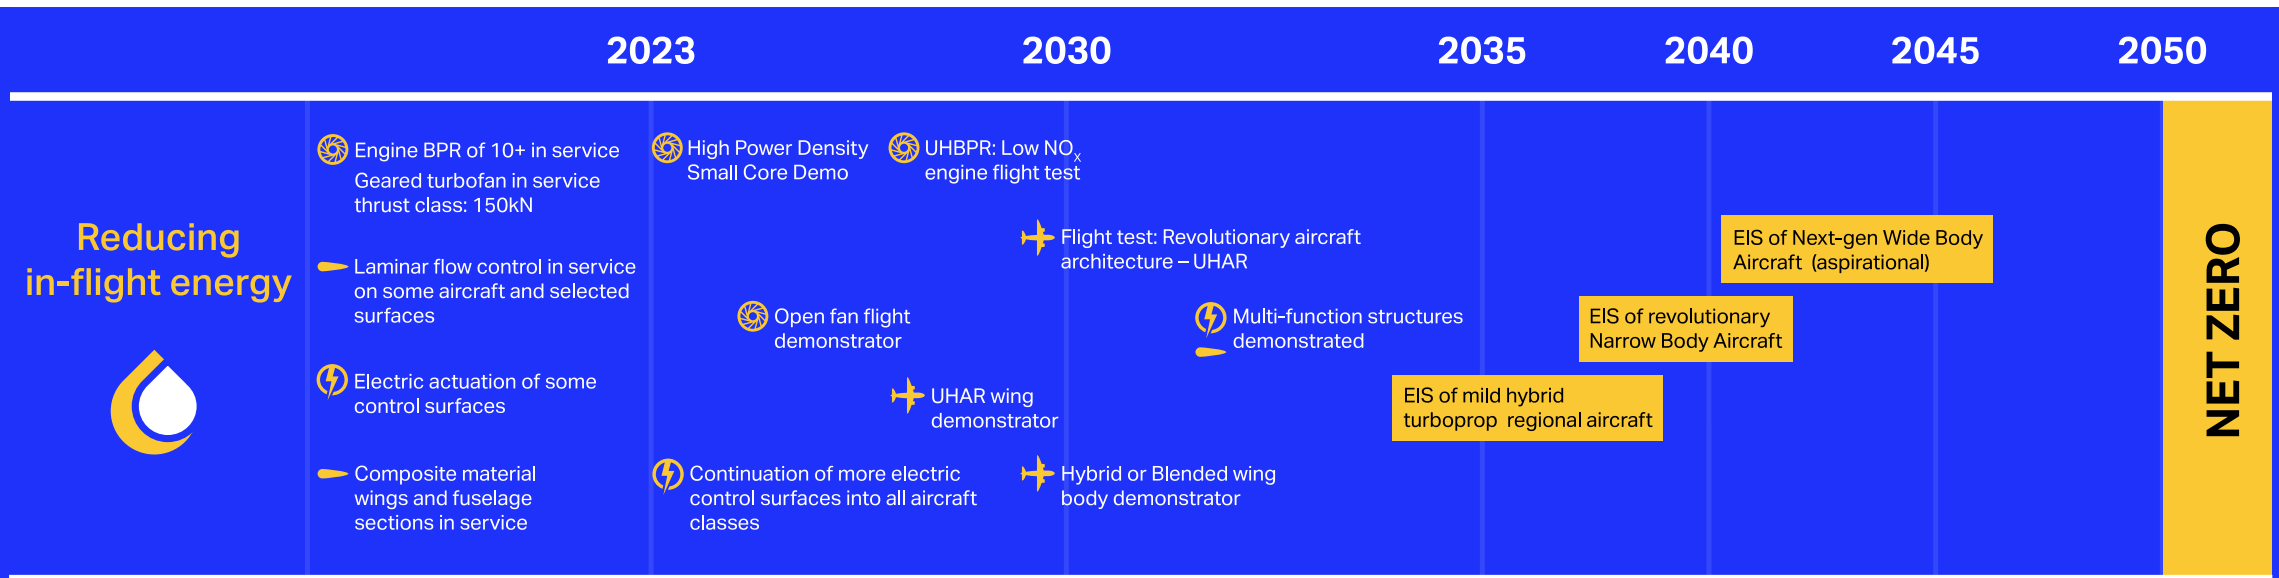 2023
2030
2035
2040
2045
2050
Reducing
in-flight energy
Engine BPR of 10+ in service
Geared turbofan in service
thrust class: 150kN
Laminar flow control in service
on some aircraft and selected
surfaces
Electric actuation of some
control surfaces
Composite material
wings and fuselage
sections in service
High Power Density
Small Core Demo
Open fan flight
demonstrator
Continuation of more electric
control surfaces into all aircraft
classes
UHBPR: Low NOx
engine flight test
UHAR wing
demonstrator
Flight test: Revolutionary aircraft
architecture – UHAR
Hybrid or Blended wing
body demonstrator
Multi-function structures
demonstrated
EIS of mild hybrid
turboprop regional aircraft
EIS of revolutionary
Narrow Body Aircraft
EIS of Next-gen Wide Body
Aircraft (aspirational)
NET ZERO